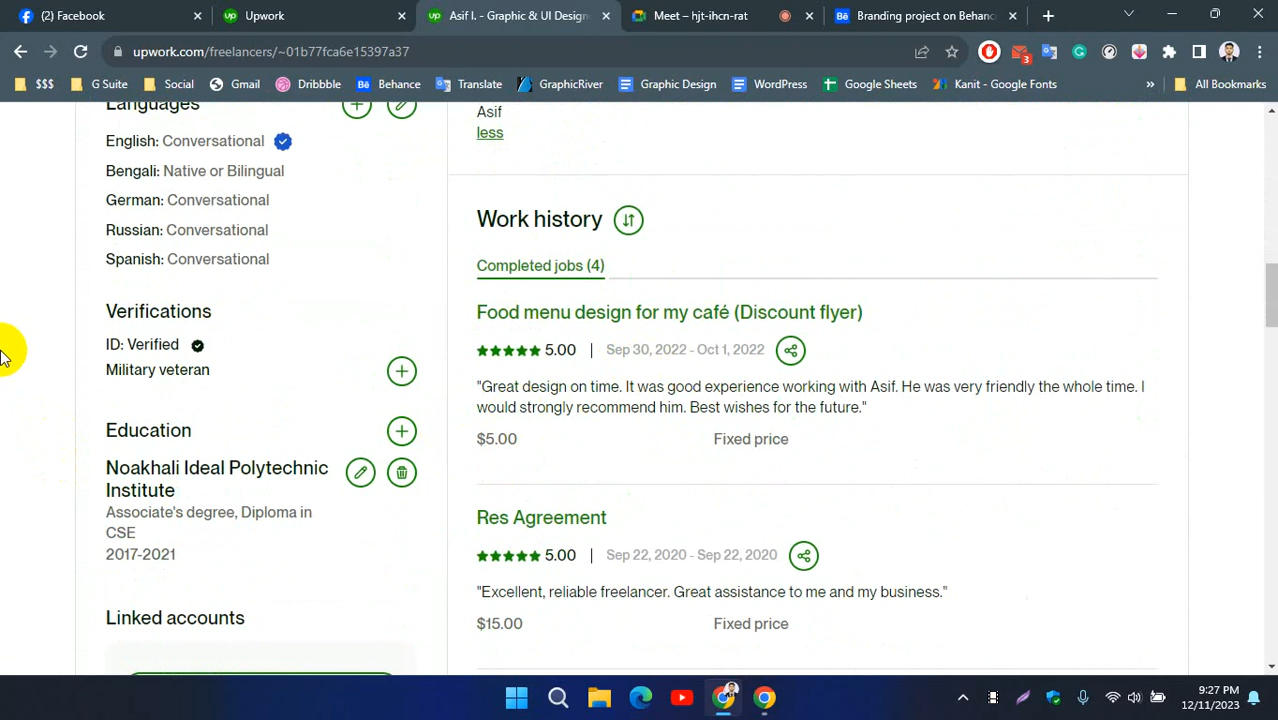 (2) Facebook
Upwork
Asif I. - Graphic & UI Design
Meet – hjt-ihcn-rat
Branding project on Behanc
upwork.com/freelancers/~01b77fca6e15397a37
3
$$$
G Suite
Social
Gmail
Dribbble
Behance
Translate
GraphicRiver
Graphic Design
WordPress
Google Sheets
Kanit - Google Fonts
»
All Bookmarks
Languages
English: Conversational
Bengali: Native or Bilingual
German: Conversational
Russian: Conversational
Spanish: Conversational
Verifications
ID: Verified
Military veteran
Education
Noakhali Ideal Polytechnic
Institute
Associate's degree, Diploma in
CSE
2017-2021
Linked accounts
Asif
less
Work history
Completed jobs (4)
Food menu design for my café (Discount flyer)
5.00 | Sep 30, 2022 - Oct 1, 2022
"Great design on time. It was good experience working with Asif. He was very friendly the whole time. I
would strongly recommend him. Best wishes for the future."
$5.00 Fixed price
Res Agreement
5.00 | Sep 22, 2020 - Sep 22, 2020
"Excellent, reliable freelancer. Great assistance to me and my business."
$15.00 Fixed price
9:27 PM
12/11/2023